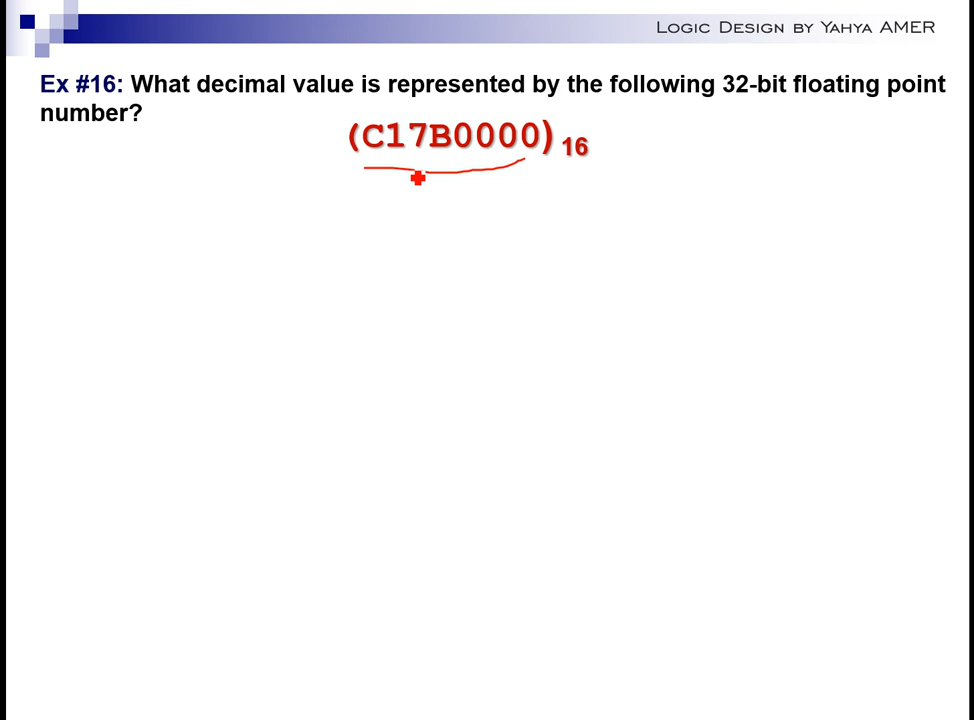 Logic Design by Yahya AMER
Ex #16: What decimal value is represented by the following 32-bit floating point
number?
(C17B0000)16